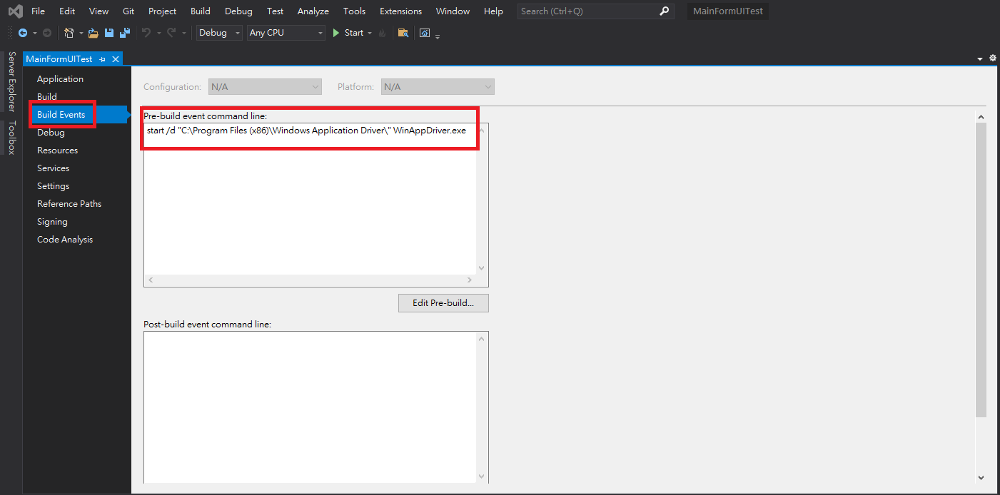 File Edit View Git Project Build Debug Test Analyze Tools Extensions Window Help Search (Ctrl+Q) MainFormUITest
Debug Any CPU Start
Server Explorer
Toolbox
MainFormUITest
Application
Build
Build Events
Debug
Resources
Services
Settings
Reference Paths
Signing
Code Analysis
Configuration: N/A Platform: N/A
Pre-build event command line:
start /d "C:\Program Files (x86)\Windows Application Driver\" WinAppDriver.exe
Edit Pre-build...
Post-build event command line: